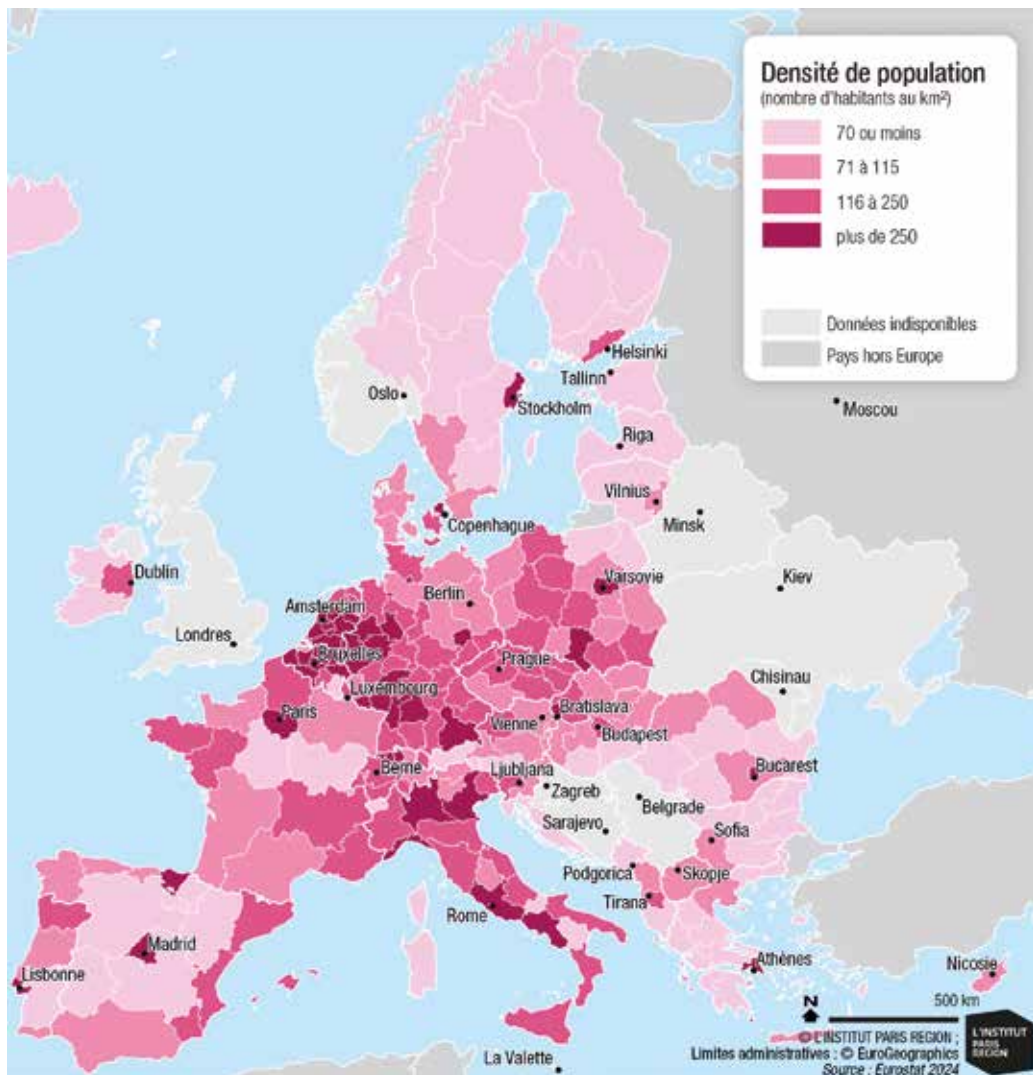 Densité de population
(nombre d'habitants au km²)
70 ou moins
71 à 115
116 à 250
plus de 250
Données indisponibles
Pays hors Europe
Helsinki
Tallinn
Oslo
Stockholm
Moscou
Riga
Vilnius
Minsk
Copenhague
Dublin
Varsovie
Kiev
Berlin
Amsterdam
Londres
Bruxelles
Prague
Chisinau
Luxembourg
Paris
Bratislava
Vienne
Budapest
Berne
Ljubljana
Bucarest
Zagreb
Belgrade
Sarajevo
Sofia
Podgorica
Skopje
Tirana
Rome
Madrid
Lisbonne
Athènes
Nicosie
La Valette
N
500 km
© L'INSTITUT PARIS REGION ;
Limites administratives : © EuroGeographics
Source : Eurostat 2024
L'INSTITUT
PARIS
REGION